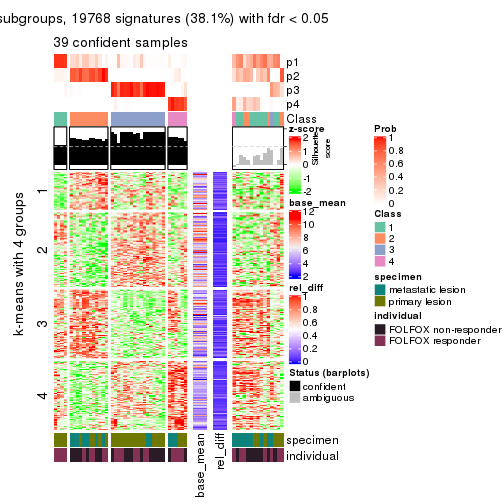 subgroups, 19768 signatures (38.1%) with fdr < 0.05
39 confident samples
p1
p2
p3
p4
Class
Silhouette score
1
2
3
4
k-means with 4 groups
base_mean
rel_diff
specimen
individual
z-score
2
1
0
-1
-2
base_mean
12
10
8
6
4
2
rel_diff
1
0.8
0.6
0.4
0.2
0
Status (barplots)
confident
ambiguous
Prob
1
0.8
0.6
0.4
0.2
0
Class
1
2
3
4
specimen
metastatic lesion
primary lesion
individual
FOLFOX non-responder
FOLFOX responder